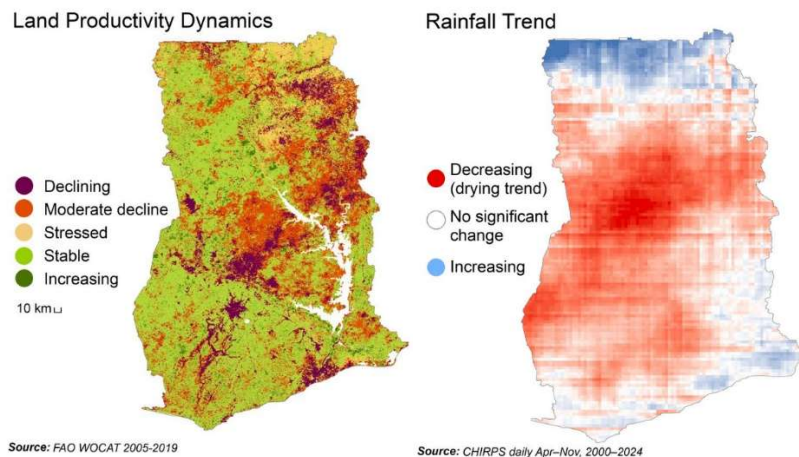 Land Productivity Dynamics
Declining
Moderate decline
Stressed
Stable
Increasing
10 km
Source: FAO WOCAT 2005-2019
Rainfall Trend
Decreasing
(drying trend)
No significant
change
Increasing
Source: CHIRPS daily Apr–Nov, 2000–2024